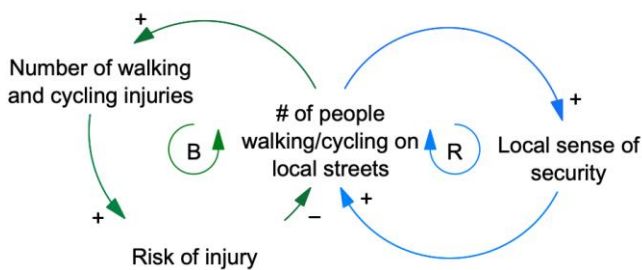 +
Number of walking
and cycling injuries
# of people
walking/cycling on
local streets
B
R
+
Local sense of
security
+
–
+
Risk of injury